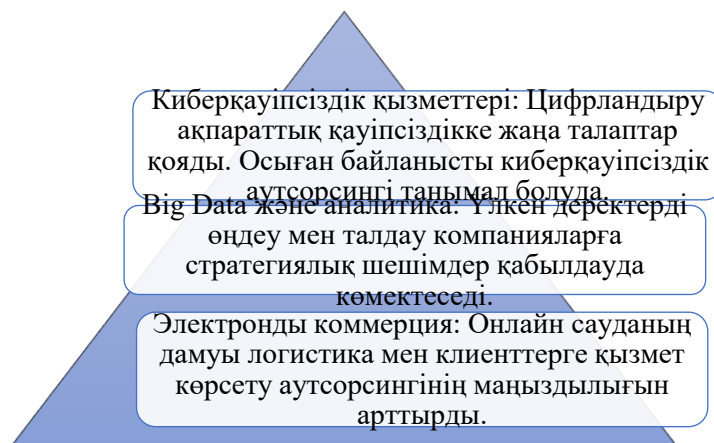 Киберқауіпсіздік қызметтері: Цифрландыру
ақпараттық қауіпсіздікке жаңа талаптар
қояды. Осыған байланысты киберқауіпсіздік
аутсорсингі танымал болуда.
Big Data және аналитика: Үлкен деректерді
өңдеу мен талдау компанияларға
стратегиялық шешімдер қабылдауда
көмектеседі.
Электронды коммерция: Онлайн сауданың
дамуы логистика мен клиенттерге қызмет
көрсету аутсорсингінің маңыздылығын
арттырды.